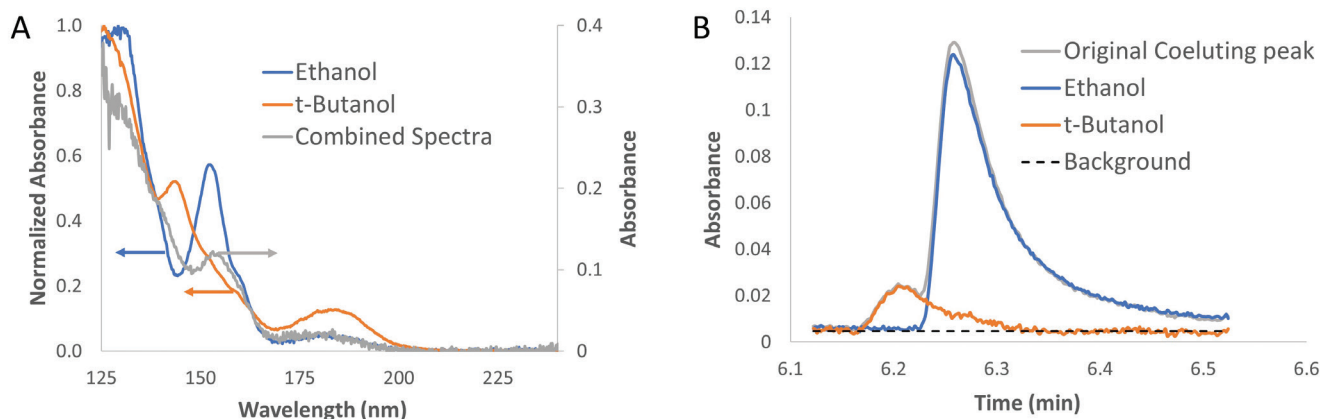 A
1.0
0.8
0.6
0.4
0.2
0.0
Normalized Absorbance
Ethanol
t-Butanol
Combined Spectra
0.4
0.3
0.2
0.1
0
Absorbance
125
150
175
200
225
Wavelength (nm)
B
0.14
0.12
0.1
0.08
0.06
0.04
0.02
0
Absorbance
Original Coeluting peak
Ethanol
t-Butanol
Background
6.1
6.2
6.3
6.4
6.5
6.6
Time (min)